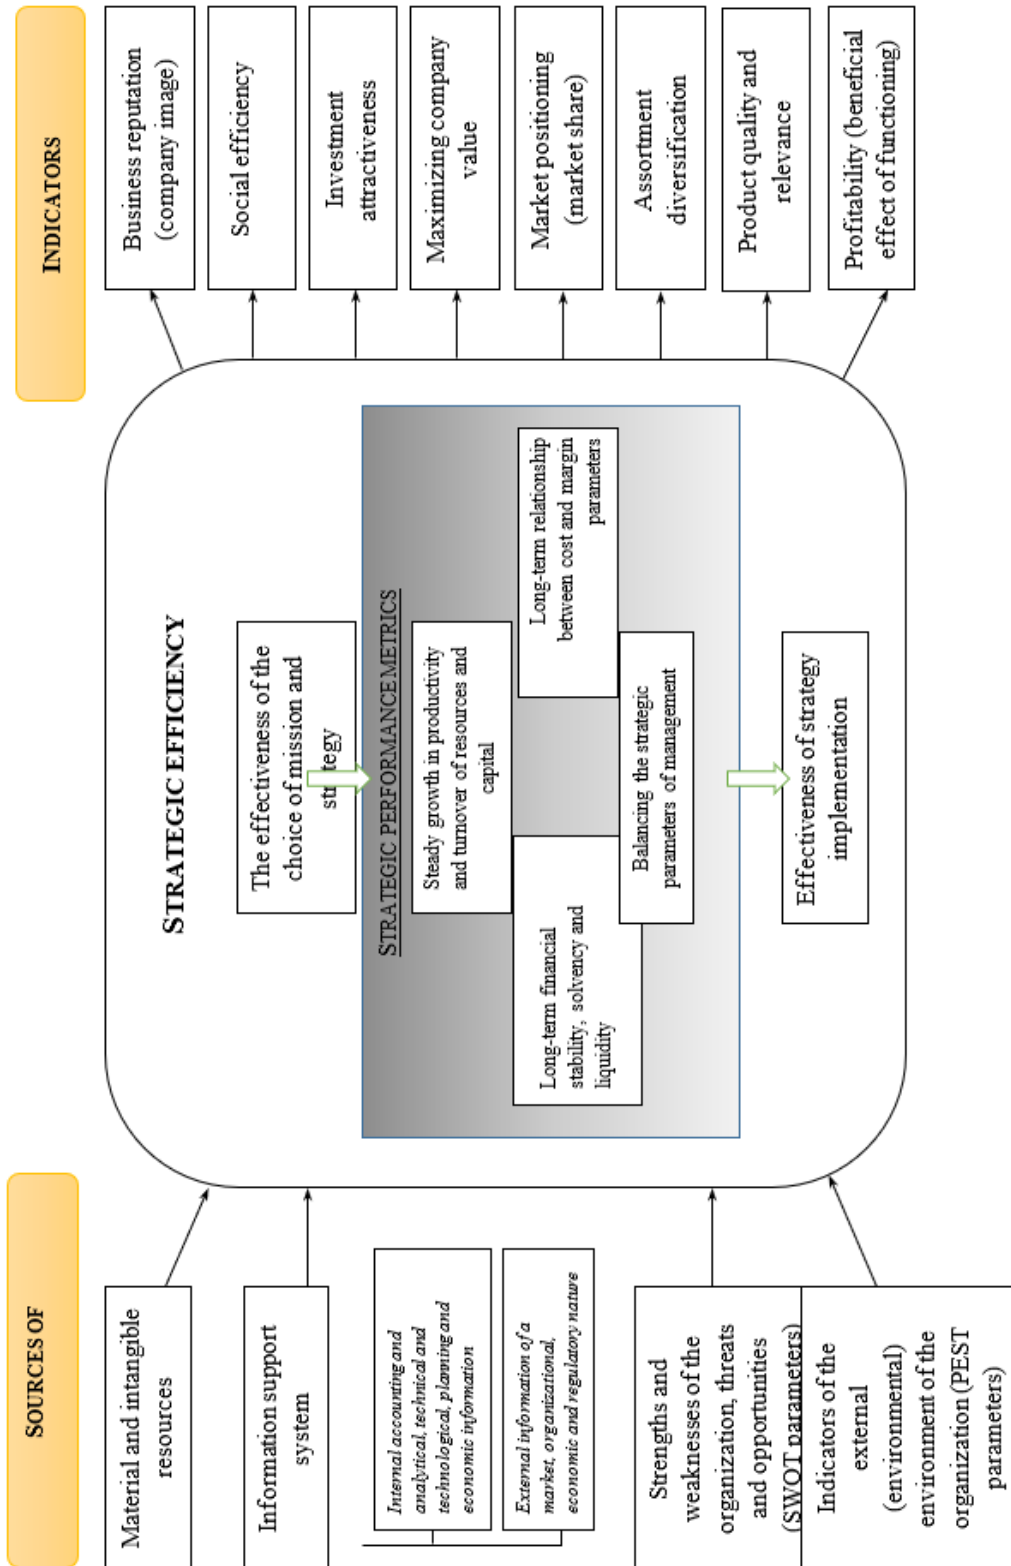 SOURCES OF
Material and intangible
resources
Information support
system
Internal accounting and
analytical, technical and
technological, planning and
economic information
External information of a
market, organizational,
economic and regulatory nature
Strengths and
weaknesses of the
organization, threats
and opportunities
(SWOT parameters)
Indicators of the
external
(environmental)
environment of the
organization (PEST
parameters)
STRATEGIC EFFICIENCY
The effectiveness of the
choice of mission and
strategy
STRATEGIC PERFORMANCE METRICS
Steady growth in productivity
and turnover of resources and
capital
Long-term financial
stability, solvency and
liquidity
Long-term relationship
between cost and margin
parameters
Balancing the strategic
parameters of management
Effectiveness of strategy
implementation
INDICATORS
Business reputation
(company image)
Social efficiency
Investment
attractiveness
Maximizing company
value
Market positioning
(market share)
Assortment
diversification
Product quality and
relevance
Profitability (beneficial
effect of functioning)